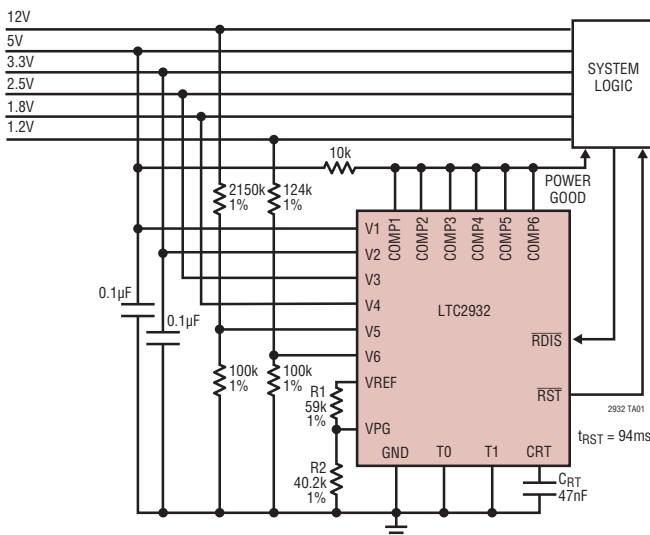 12V
5V
3.3V
2.5V
1.8V
1.2V
SYSTEM
LOGIC
10k
POWER
GOOD
2150k
1%
124k
1%
V1
V2
V3
V4
V5
V6
VREF
VPG
COMP1
COMP2
COMP3
COMP4
COMP5
COMP6
LTC2932
RDIS
RST
0.1µF
0.1µF
100k
1%
100k
1%
R1
59k
1%
R2
40.2k
1%
GND
T0
T1
CRT
2932 TA01
tRST = 94ms
CRT
47nF